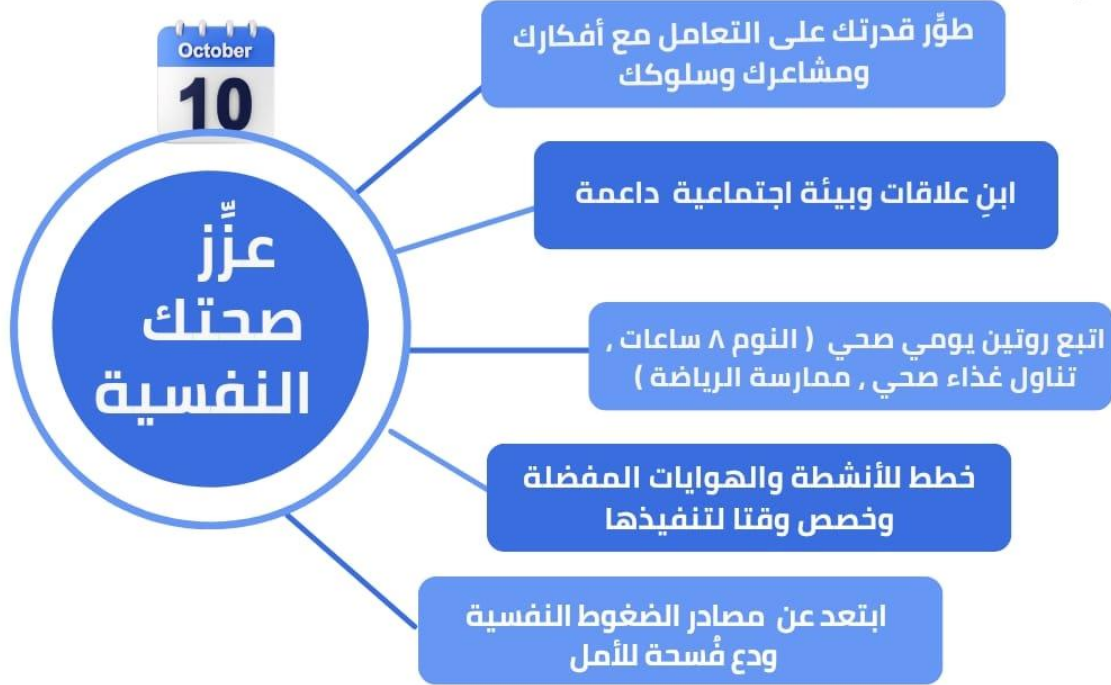 October
10
عزِّز
صحتك
النفسية
طوِّر قدرتك على التعامل مع أفكارك
ومشاعرك وسلوكك
ابنِ علاقات وبيئة اجتماعية داعمة
اتبع روتين يومي صحي ( النوم ٨ ساعات ,
تناول غذاء صحي , ممارسة الرياضة )
خطط للأنشطة والهوايات المفضلة
وخصص وقتا لتنفيذها
ابتعد عن مصادر الضغوط النفسية
ودع فُسحة للأمل